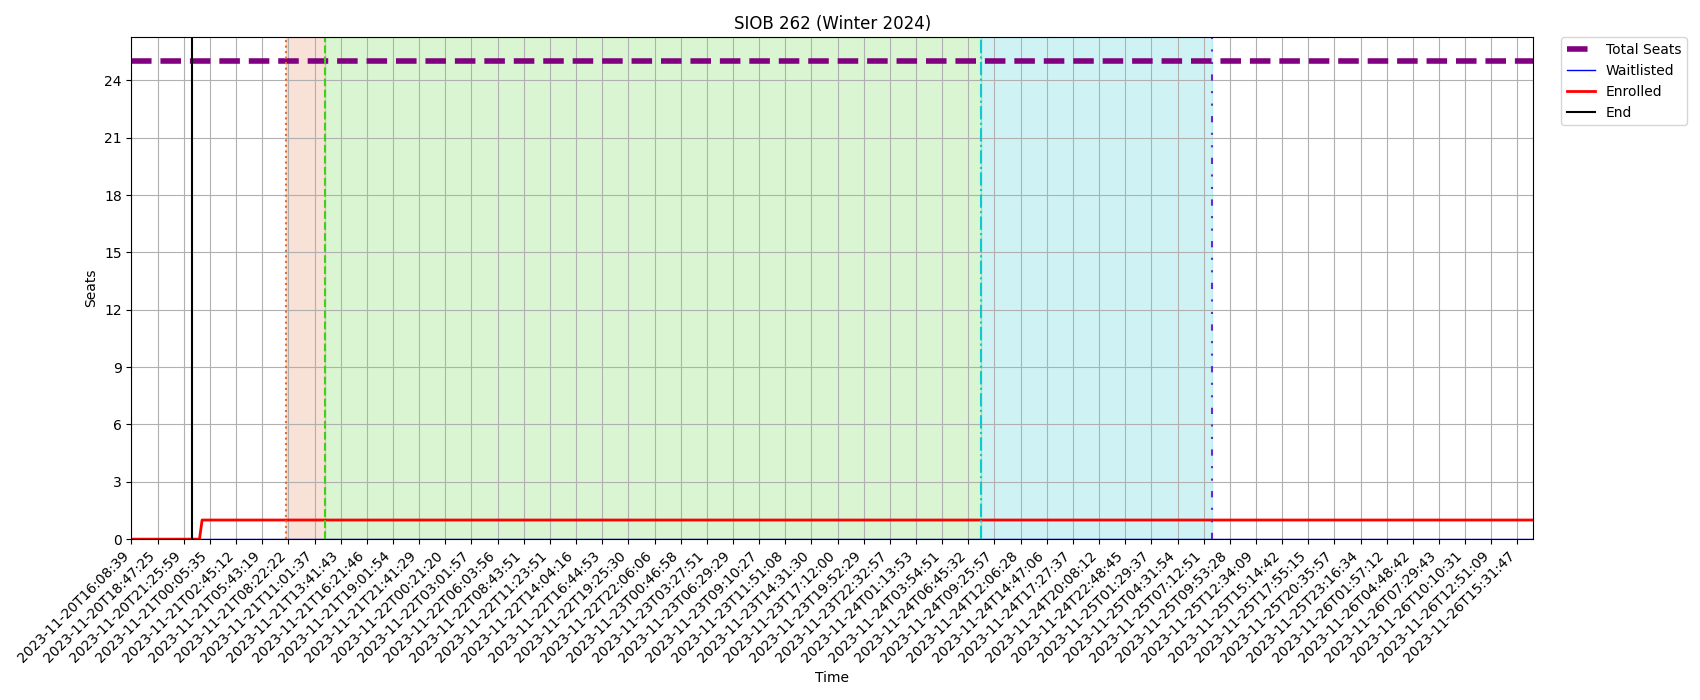 SIOB 262 (Winter 2024)
Total Seats
Waitlisted
Enrolled
End
Seats
24
21
18
15
12
9
6
3
0
2023-11-20T16:08:39
2023-11-20T18:47:25
2023-11-20T21:25:59
2023-11-21T00:05:35
2023-11-21T02:45:12
2023-11-21T05:43:19
2023-11-21T08:22:22
2023-11-21T11:01:37
2023-11-21T13:41:43
2023-11-21T16:21:46
2023-11-21T19:01:54
2023-11-21T21:41:29
2023-11-22T00:21:20
2023-11-22T03:01:57
2023-11-22T06:03:56
2023-11-22T08:43:51
2023-11-22T11:23:51
2023-11-22T14:04:16
2023-11-22T16:44:53
2023-11-22T19:25:30
2023-11-22T22:06:06
2023-11-23T00:46:58
2023-11-23T03:27:51
2023-11-23T06:29:29
2023-11-23T09:10:27
2023-11-23T11:51:08
2023-11-23T14:31:30
2023-11-23T17:12:00
2023-11-23T19:52:29
2023-11-23T22:32:57
2023-11-24T01:13:53
2023-11-24T03:54:51
2023-11-24T06:45:32
2023-11-24T09:25:57
2023-11-24T12:06:28
2023-11-24T14:47:06
2023-11-24T17:27:37
2023-11-24T20:08:12
2023-11-24T22:48:45
2023-11-25T01:29:37
2023-11-25T04:31:54
2023-11-25T07:12:51
2023-11-25T09:53:28
2023-11-25T12:34:09
2023-11-25T15:14:42
2023-11-25T17:55:15
2023-11-25T20:35:57
2023-11-25T23:16:34
2023-11-26T01:57:12
2023-11-26T04:48:42
2023-11-26T07:29:43
2023-11-26T10:10:31
2023-11-26T12:51:09
2023-11-26T15:31:47
Time